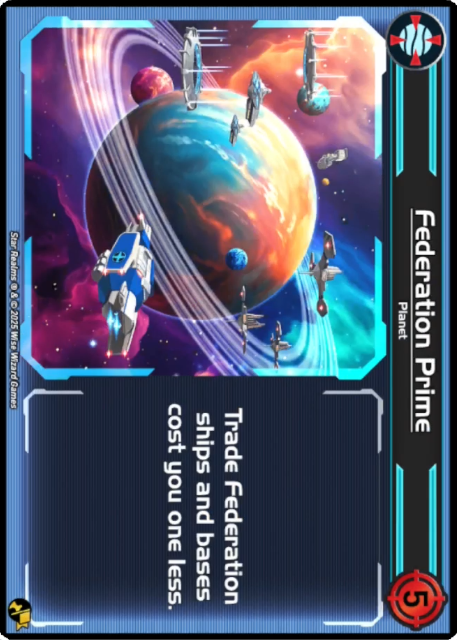 Federation Prime
Planet
Trade Federation
ships and bases
cost you one less.
5
Star Realms ® & © 2025 Wise Wizard Games